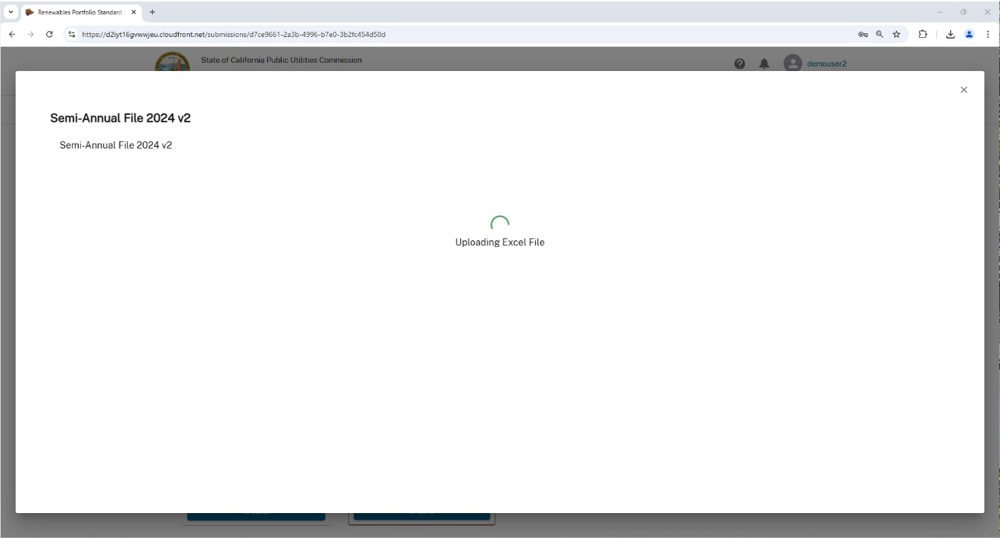 Renewables Portfolio Standard
https://d2iyt16gvwwjeu.cloudfront.net/submissions/d7ce9661-2a3b-4996-b7e0-3b2fc454d50d
State of California Public Utilities Commission
demouser2
Semi-Annual File 2024 v2
Semi-Annual File 2024 v2
Uploading Excel File